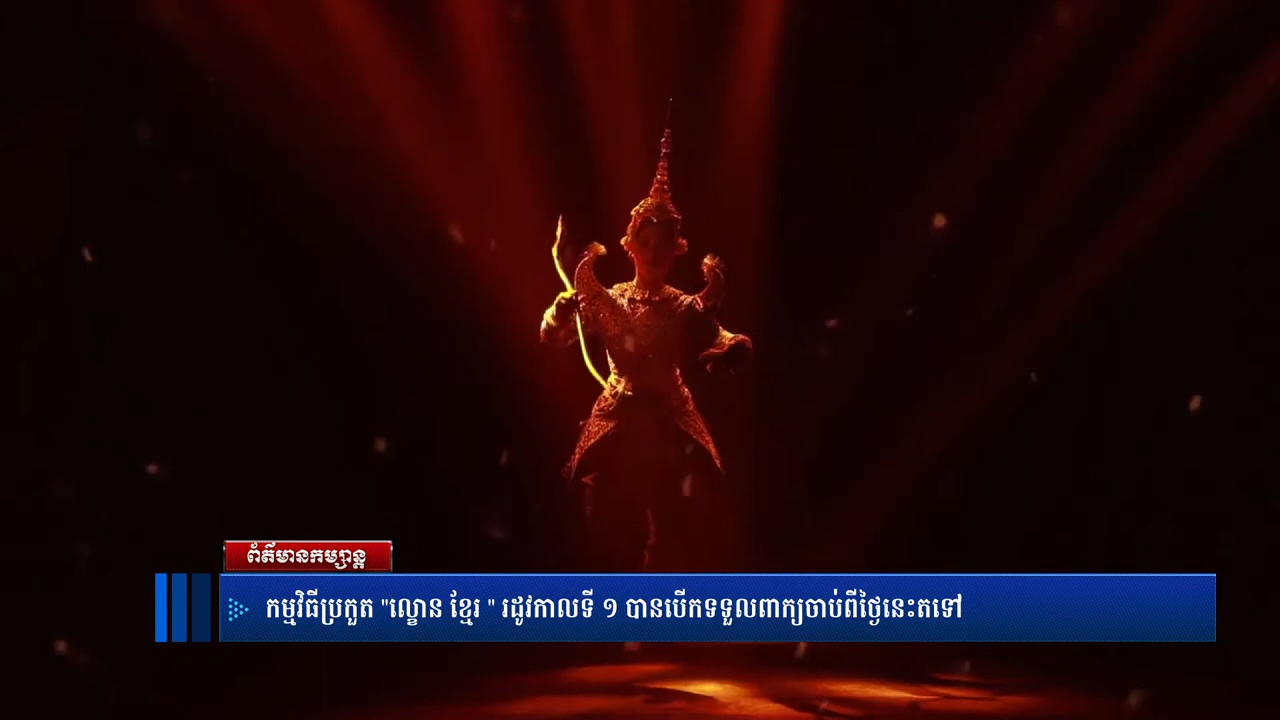 ព័ត៌មានកម្សាន្ត
កម្មវិធីប្រកួត "ល្ខោន ខ្មែរ " រដូវកាលទី ១ បានបើកទទួលពាក្យចាប់ពីថ្ងៃនេះតទៅ